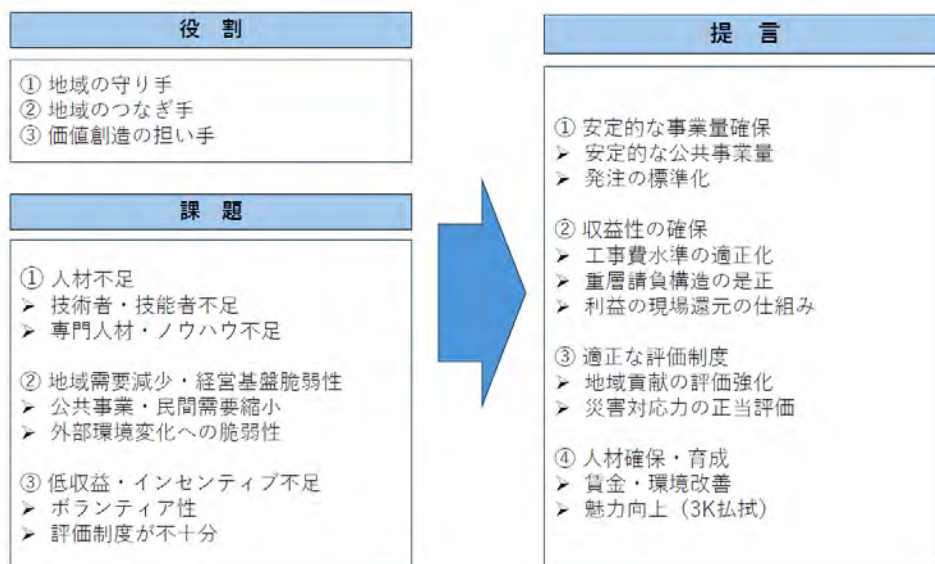 役 割
① 地域の守り手
② 地域のつなぎ手
③ 価値創造の担い手
課 題
① 人材不足
➢ 技術者・技能者不足
➢ 専門人材・ノウハウ不足
② 地域需要減少・経営基盤脆弱性
➢ 公共事業・民間需要縮小
➢ 外部環境変化への脆弱性
③ 低収益・インセンティブ不足
➢ ボランティア性
➢ 評価制度が不十分
提 言
① 安定的な事業量確保
➢ 安定的な公共事業量
➢ 発注の標準化
② 収益性の確保
➢ 工事費水準の適正化
➢ 重層請負構造の是正
➢ 利益の現場還元の仕組み
③ 適正な評価制度
➢ 地域貢献の評価強化
➢ 災害対応力の正当評価
④ 人材確保・育成
➢ 賃金・環境改善
➢ 魅力向上（3K払拭）